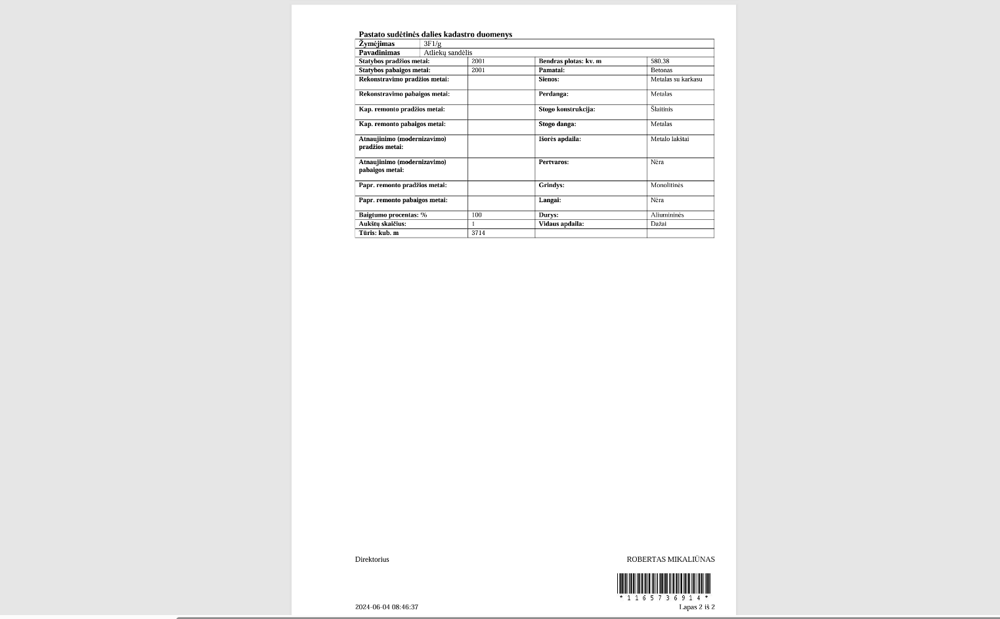 Pastato sudėtinės dalies kadastro duomenys
Žymėjimas 3F1/g
Pavadinimas Atliekų sandėlis
Statybos pradžios metai: 2001 Bendras plotas: kv. m 580.38
Statybos pabaigos metai: 2001 Pamatai: Betonas
Rekonstravimo pradžios metai: Sienos: Metalas su karkasu
Rekonstravimo pabaigos metai: Perdanga: Metalas
Kap. remonto pradžios metai: Stogo konstrukcija: Šlaitinis
Kap. remonto pabaigos metai: Stogo danga: Metalas
Atnaujinimo (modernizavimo) Išorės apdaila: Metalo lakštai
pradžios metai:
Atnaujinimo (modernizavimo) Pertvaros: Nėra
pabaigos metai:
Papr. remonto pradžios metai: Grindys: Monolitinės
Papr. remonto pabaigos metai: Langai: Nėra
Baigtumo procentas: % 100 Durys: Aliumininės
Aukštų skaičius: 1 Vidaus apdaila: Dažai
Tūris: kub. m 3714
Direktorius ROBERTAS MIKALIŪNAS
* 1 1 6 5 7 3 6 9 1 4 *
2024-06-04 08:46:37 Lapas 2 iš 2